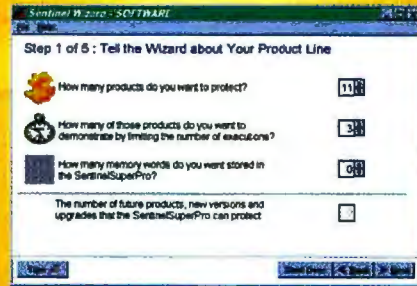 Sentinel Wizard - SOFTWARE
Step 1 of 5 : Tell the Wizard about Your Product Line
How many products do you want to protect?
11
How many of those products do you want to
demonstrate by limiting the number of executions?
3
How many memory words do you want stored in
the SentinelSuperPro?
0
The number of future products, new versions and
upgrades that the SentinelSuperPro can protect